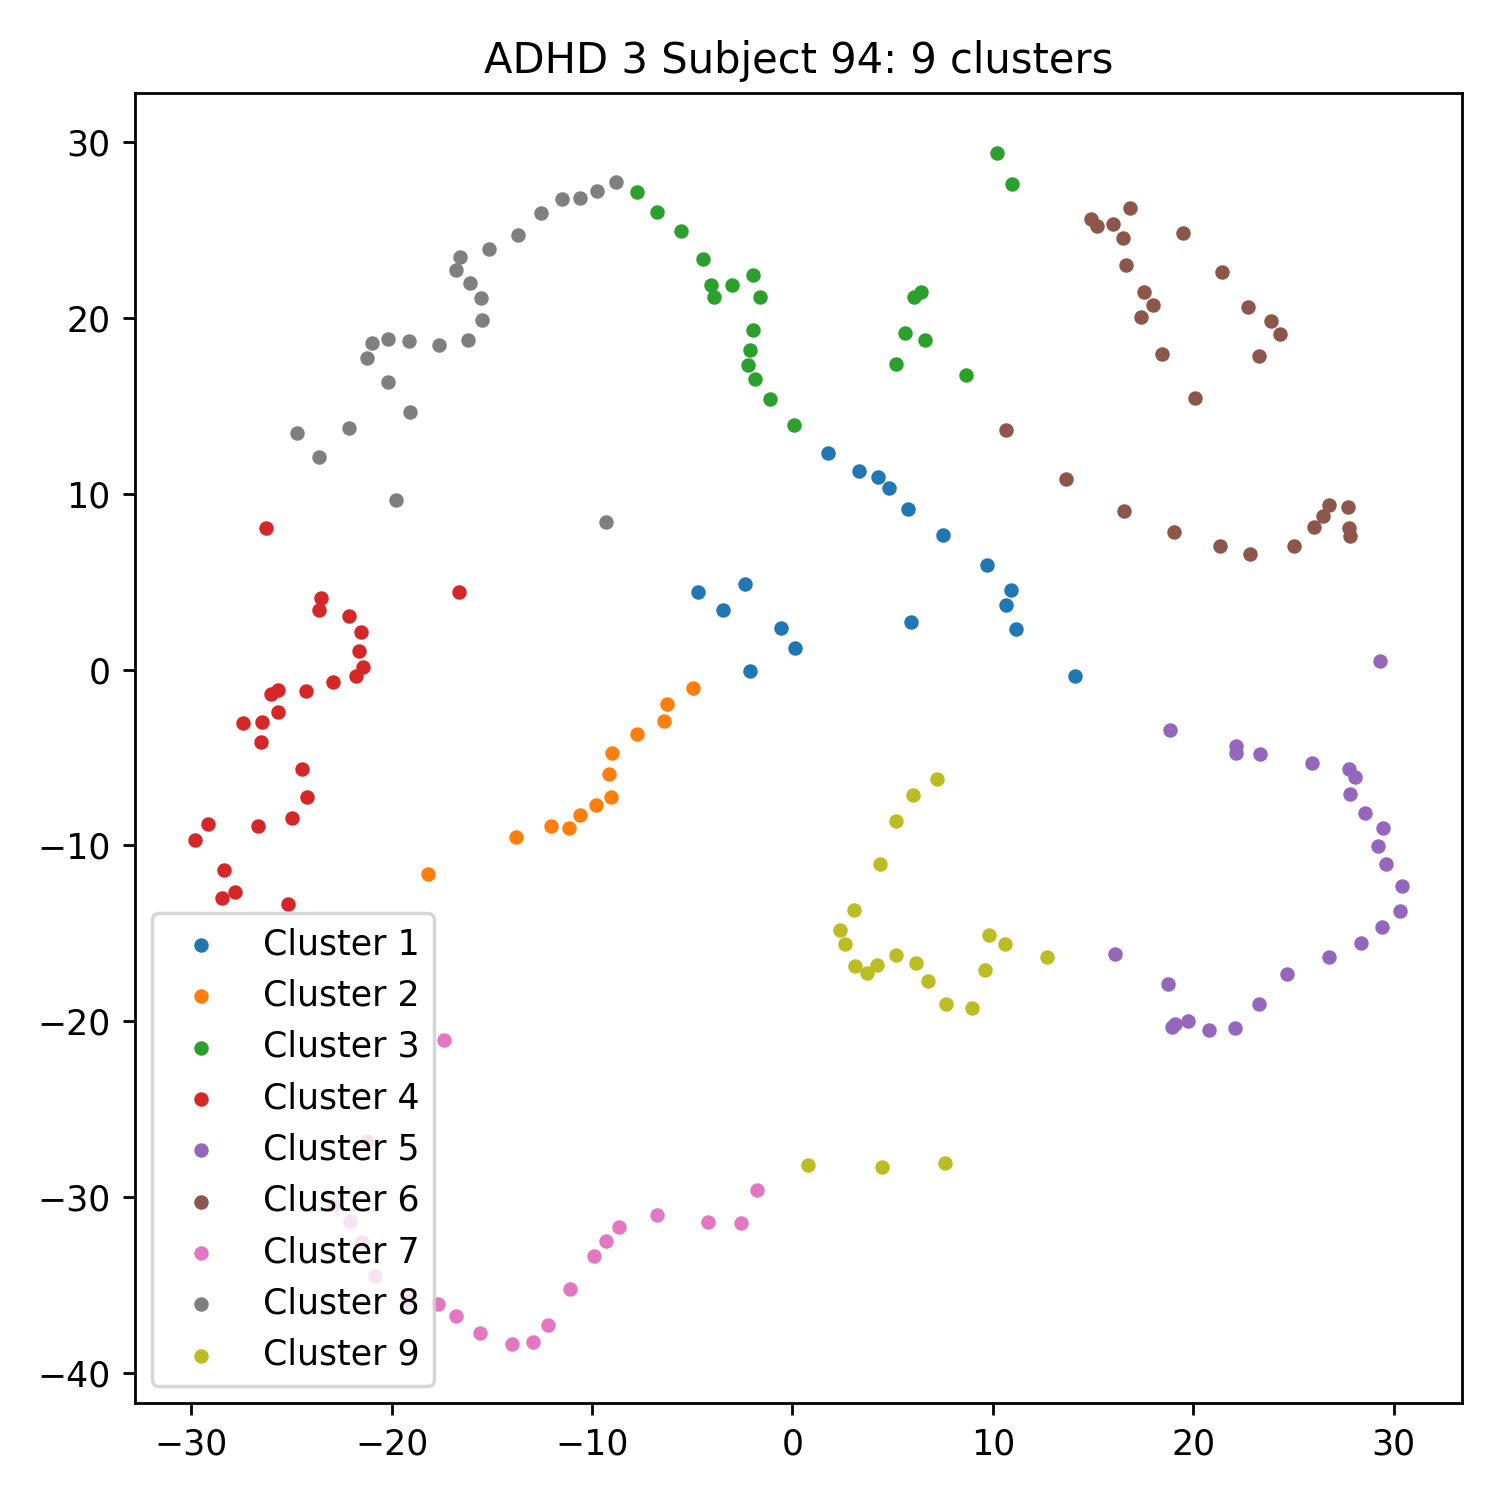 ADHD 3 Subject 94: 9 clusters
30
20
10
0
−10
−20
−30
−40
Cluster 1
Cluster 2
Cluster 3
Cluster 4
Cluster 5
Cluster 6
Cluster 7
Cluster 8
Cluster 9
−30 −20 −10 0 10 20 30